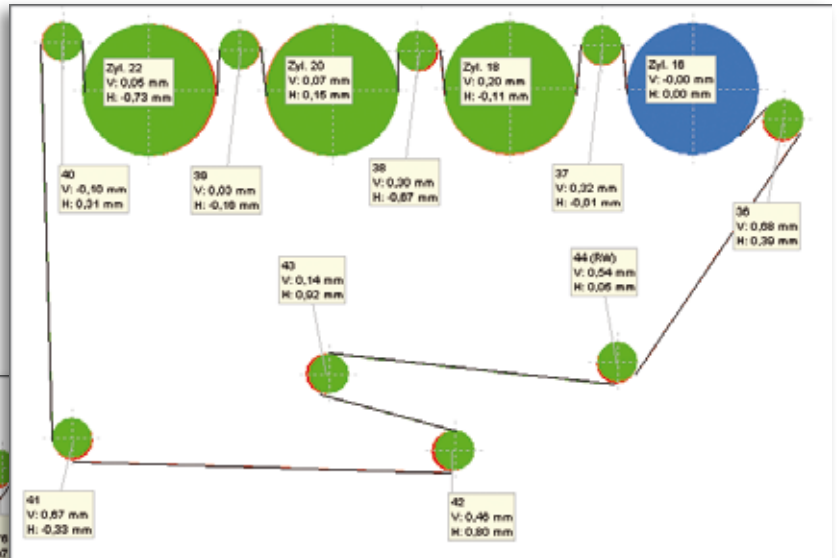 Zyl. 22
V: 0,05 mm
H: -0,73 mm
Zyl. 20
V: 0,07 mm
H: 0,15 mm
Zyl. 18
V: 0,20 mm
H: -0,11 mm
Zyl. 16
V: -0,00 mm
H: 0,00 mm
40
V: -0,10 mm
H: 0,31 mm
39
V: 0,03 mm
H: -0,16 mm
38
V: 0,30 mm
H: -0,67 mm
37
V: 0,32 mm
H: -0,01 mm
36
V: 0,68 mm
H: 0,39 mm
43
V: 0,14 mm
H: 0,92 mm
44 (RW)
V: 0,54 mm
H: 0,05 mm
41
V: 0,67 mm
H: -0,33 mm
42
V: 0,46 mm
H: 0,80 mm